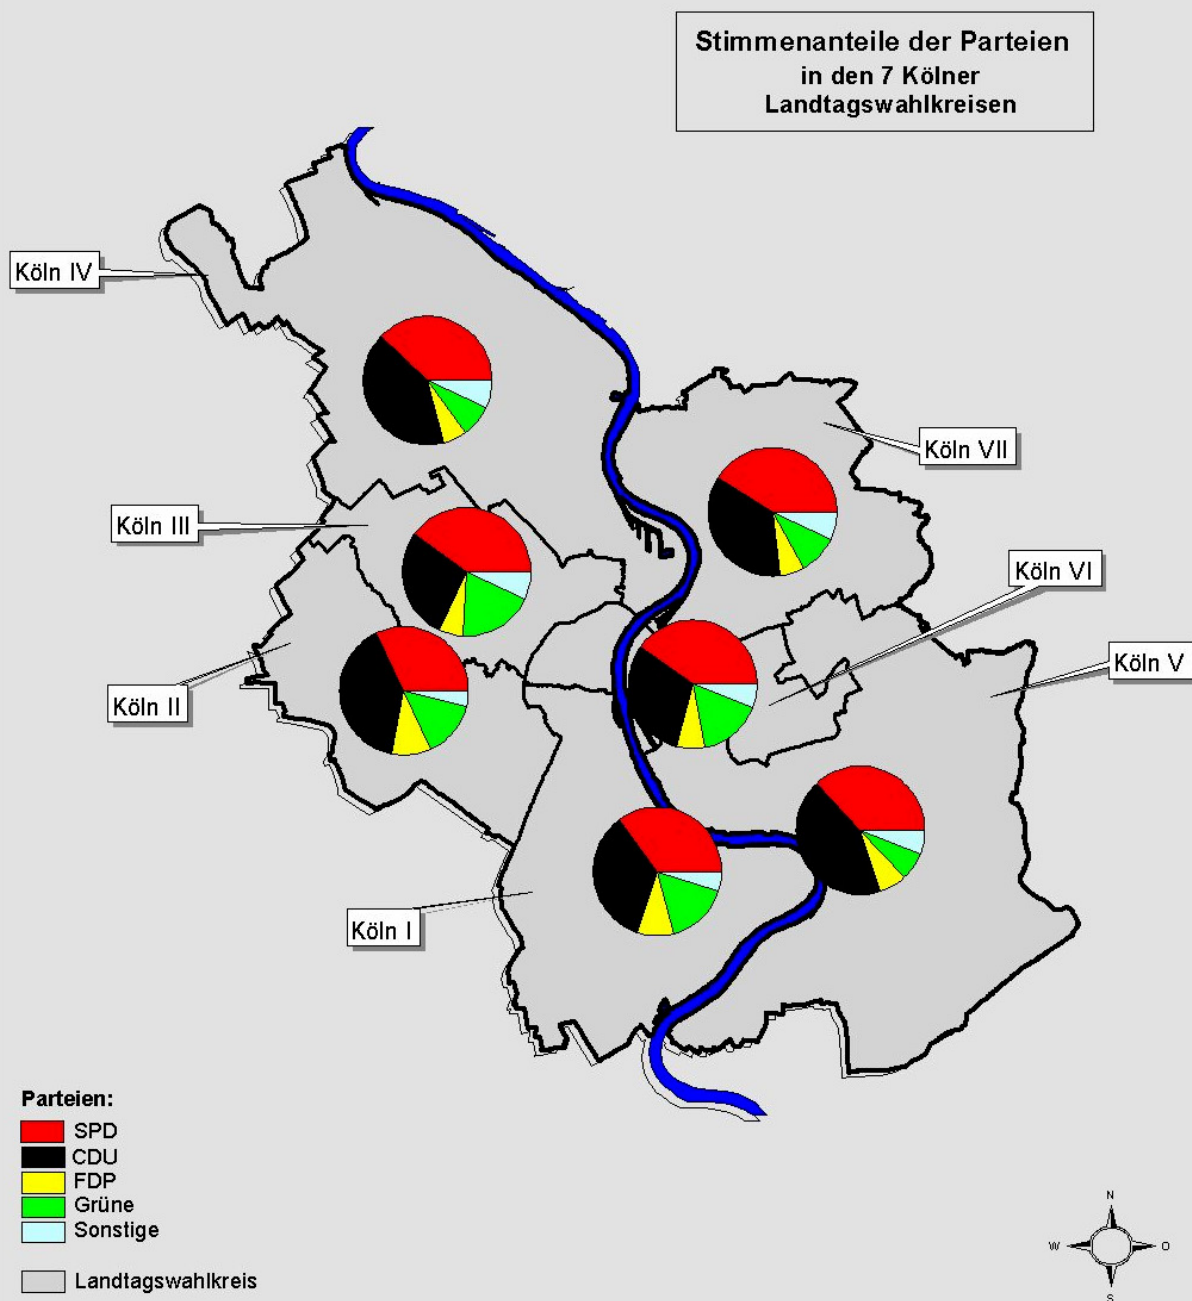 Stimmenanteile der Parteien
in den 7 Kölner
Landtagswahlkreisen
Köln IV
Köln VII
Köln III
Köln VI
Köln V
Köln II
Köln I
Parteien:
SPD
CDU
FDP
Grüne
Sonstige
Landtagswahlkreis
N
W
O
S